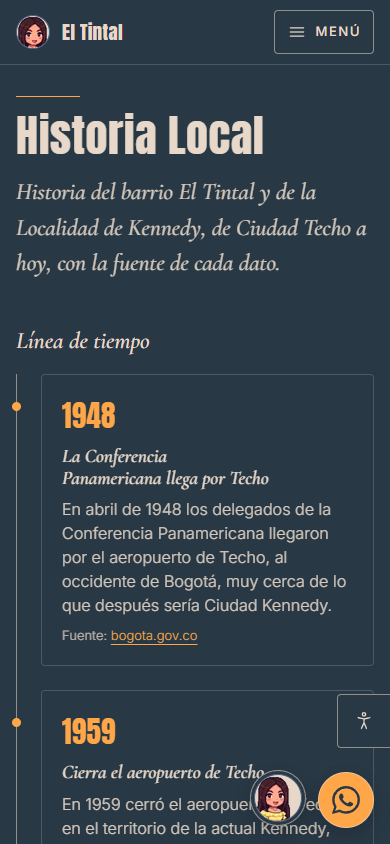 El Tintal
MENÚ
Historia Local
Historia del barrio El Tintal y de la
Localidad de Kennedy, de Ciudad Techo a
hoy, con la fuente de cada dato.
Línea de tiempo
1948
La Conferencia
Panamericana llega por Techo
En abril de 1948 los delegados de la
Conferencia Panamericana llegaron
por el aeropuerto de Techo, al
occidente de Bogotá, muy cerca de lo
que después sería Ciudad Kennedy.
Fuente: bogota.gov.co
1959
Cierra el aeropuerto de Techo
En 1959 cerró el
en el territorio de la actual Kennedy,